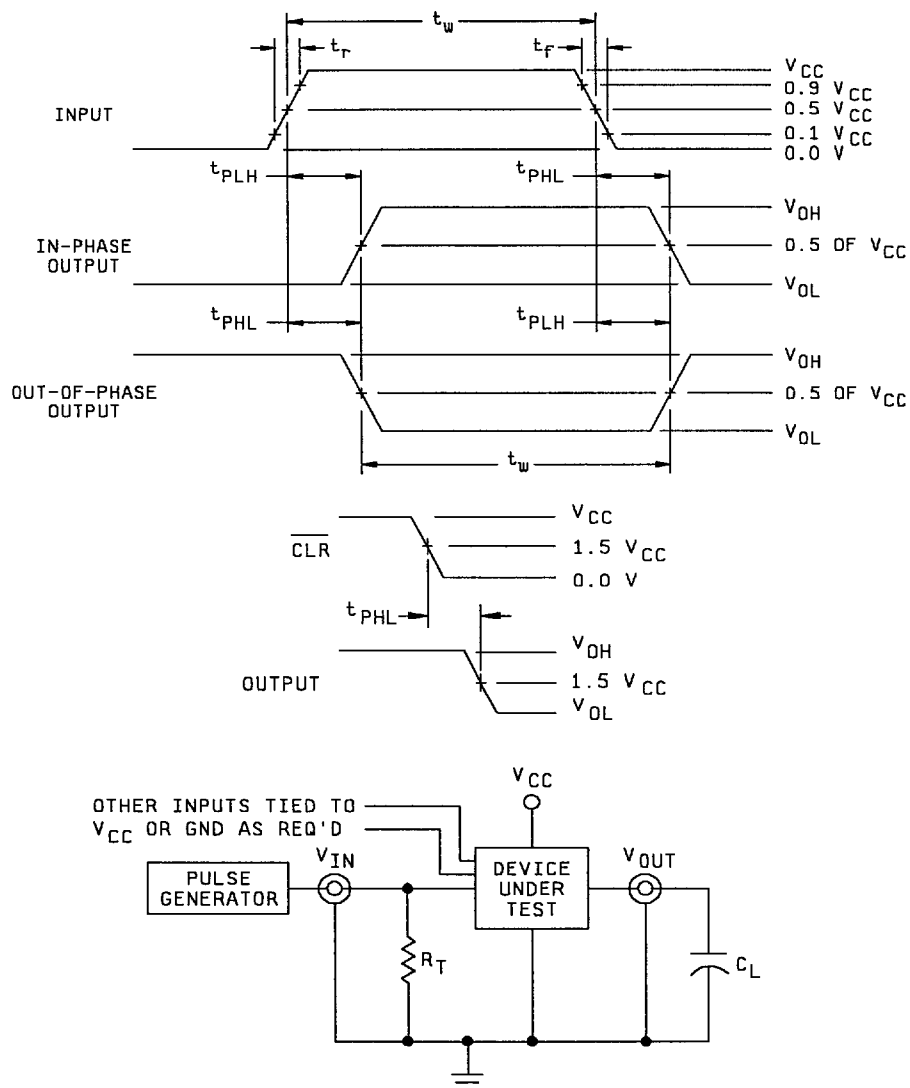 t_w
t_r
t_f
V_CC
0.9 V_CC
INPUT
0.5 V_CC
0.1 V_CC
0.0 V
t_PLH
t_PHL
V_OH
IN-PHASE
OUTPUT
0.5 OF V_CC
V_OL
t_PHL
t_PLH
V_OH
OUT-OF-PHASE
OUTPUT
0.5 OF V_CC
V_OL
t_w
V_CC
CLR
1.5 V_CC
0.0 V
t_PHL
V_OH
OUTPUT
1.5 V_CC
V_OL
V_CC
OTHER INPUTS TIED TO
V_CC OR GND AS REQ'D
V_IN
V_OUT
PULSE
GENERATOR
DEVICE
UNDER
TEST
R_T
C_L